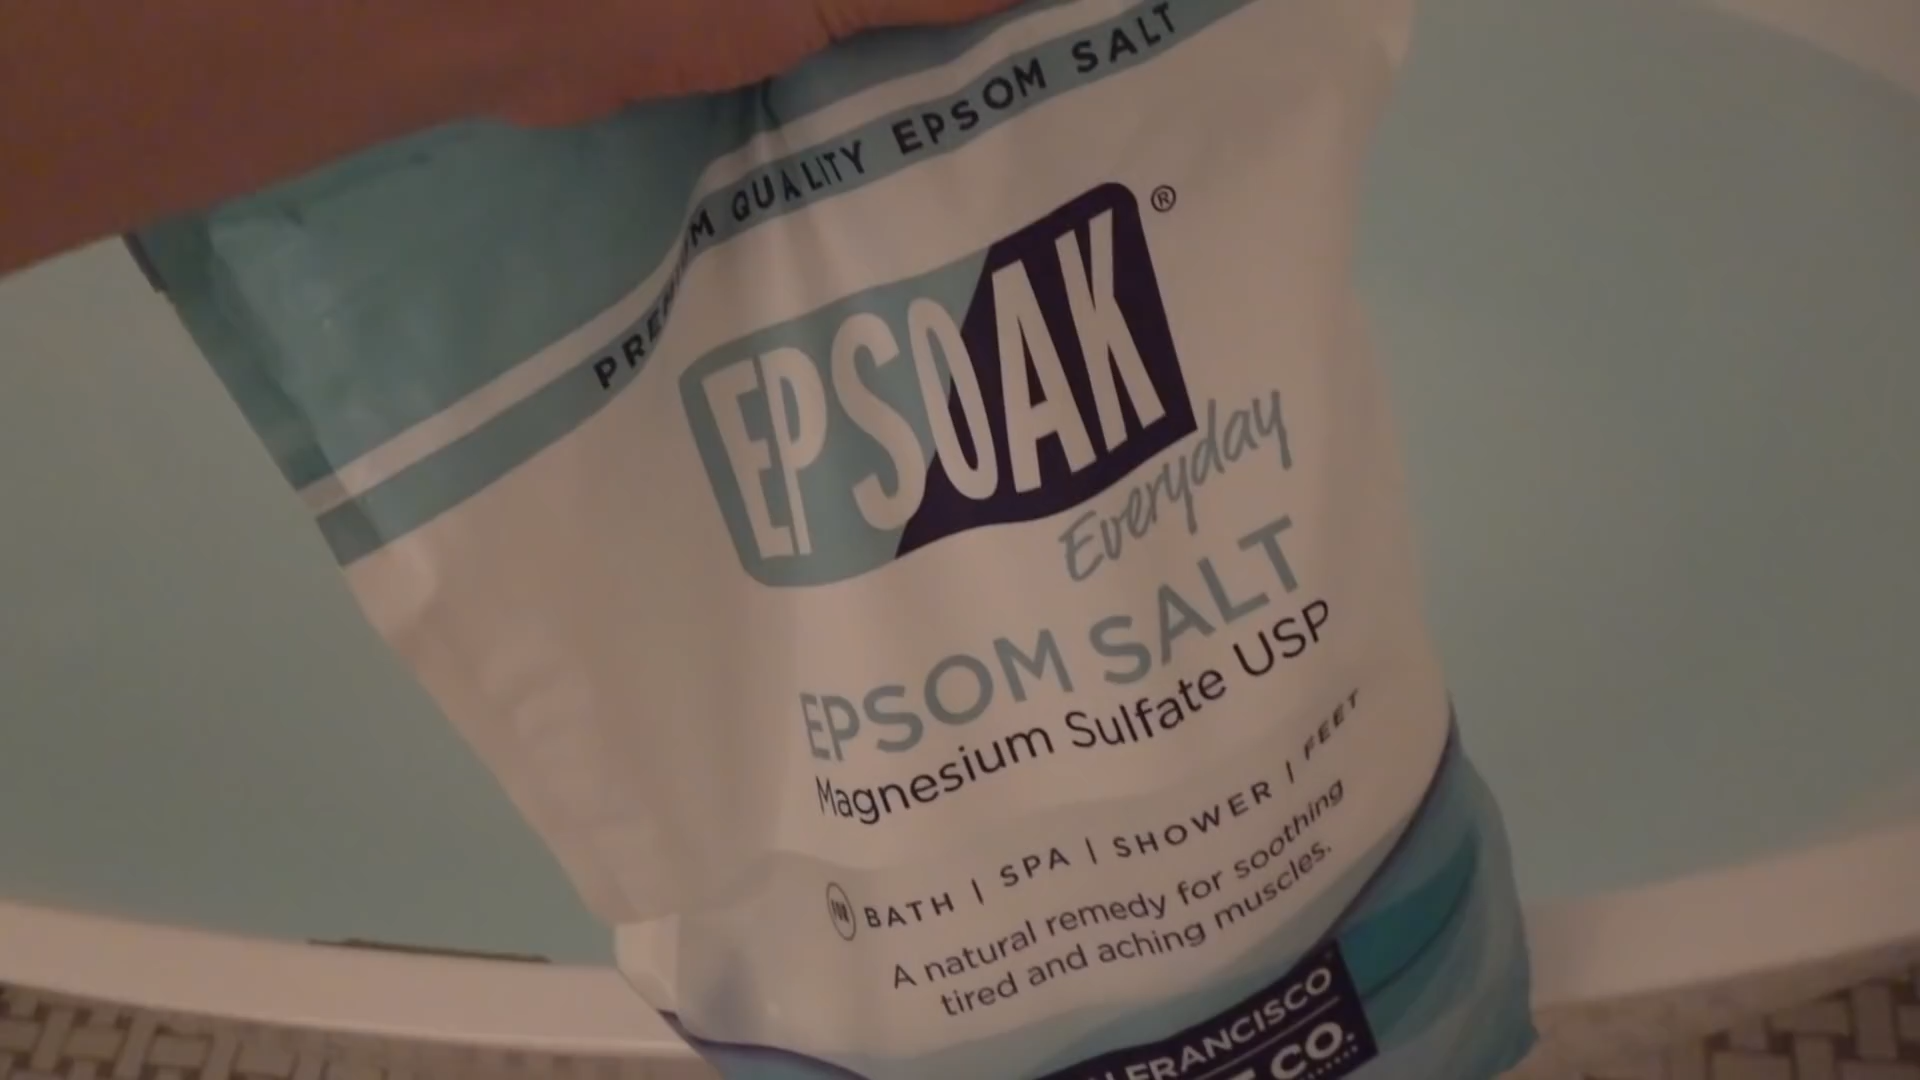 PREMIUM QUALITY EPSOM SALT
EPSOAK®
Everyday
EPSOM SALT
Magnesium Sulfate USP
FOR BATH | SPA | SHOWER | FEET
A natural remedy for soothing
tired and aching muscles.
FRANCISCO
CO.